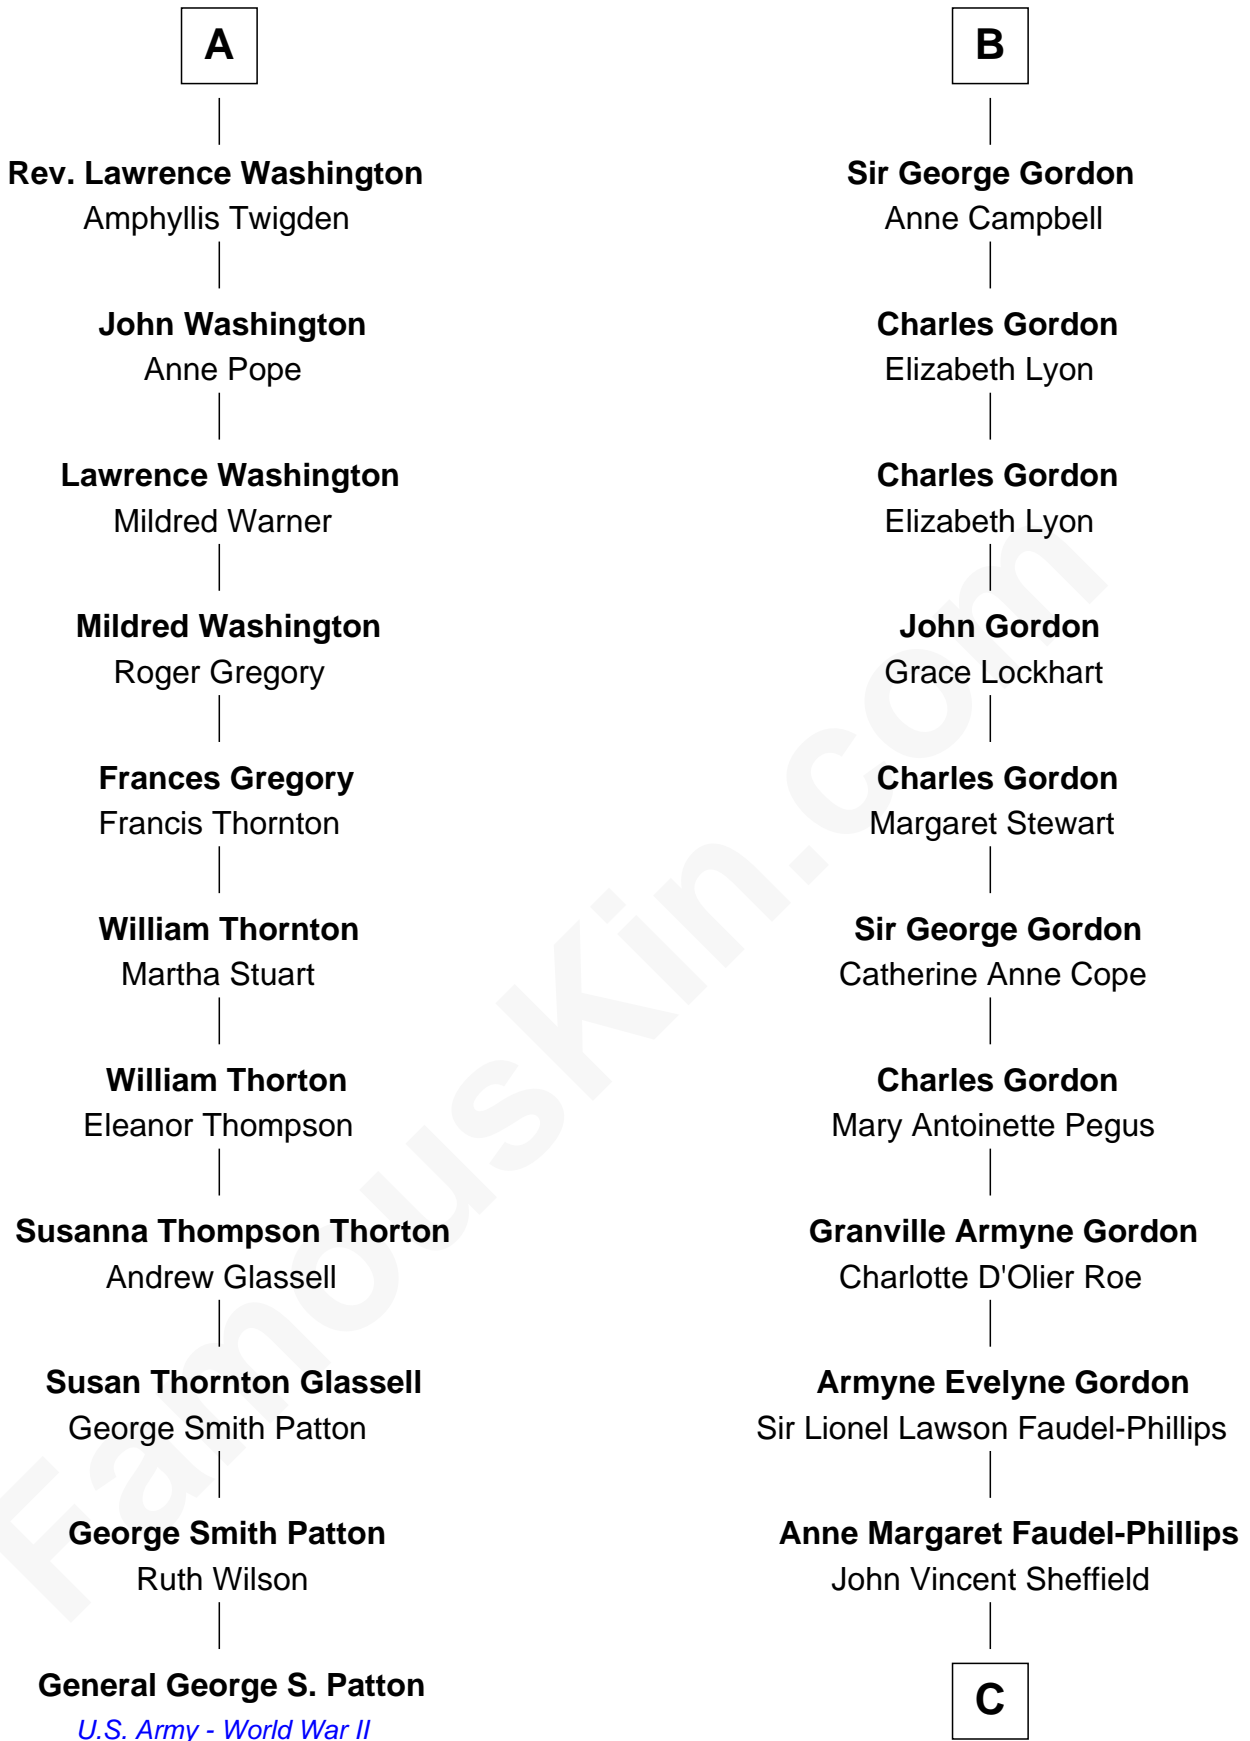 A
Rev. Lawrence Washington
Amphyllis Twigden
John Washington
Anne Pope
Lawrence Washington
Mildred Warner
Mildred Washington
Roger Gregory
Frances Gregory
Francis Thornton
William Thornton
Martha Stuart
William Thorton
Eleanor Thompson
Susanna Thompson Thorton
Andrew Glassell
Susan Thornton Glassell
George Smith Patton
George Smith Patton
Ruth Wilson
General George S. Patton
U.S. Army - World War II
B
Sir George Gordon
Anne Campbell
Charles Gordon
Elizabeth Lyon
Charles Gordon
Elizabeth Lyon
John Gordon
Grace Lockhart
Charles Gordon
Margaret Stewart
Sir George Gordon
Catherine Anne Cope
Charles Gordon
Mary Antoinette Pegus
Granville Armyne Gordon
Charlotte D'Olier Roe
Armyne Evelyne Gordon
Sir Lionel Lawson Faudel-Phillips
Anne Margaret Faudel-Phillips
John Vincent Sheffield
C
FamousKin.com